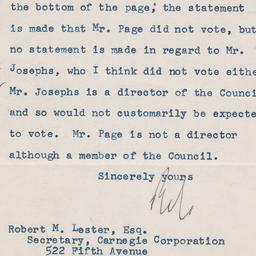 the bottom of the page, the statement
is made that Mr. Page did not vote, but
no statement is made in regard to Mr.
Josephs, who I think did not vote eithe
Mr. Josephs is a director of the Counci
and so would not customarily be expecte
to vote. Mr. Page is not a director
although a member of the Council.
Sincerely yours
Robert M. Lester, Esq.
Secretary, Carnegie Corporation
522 Fifth Avenue